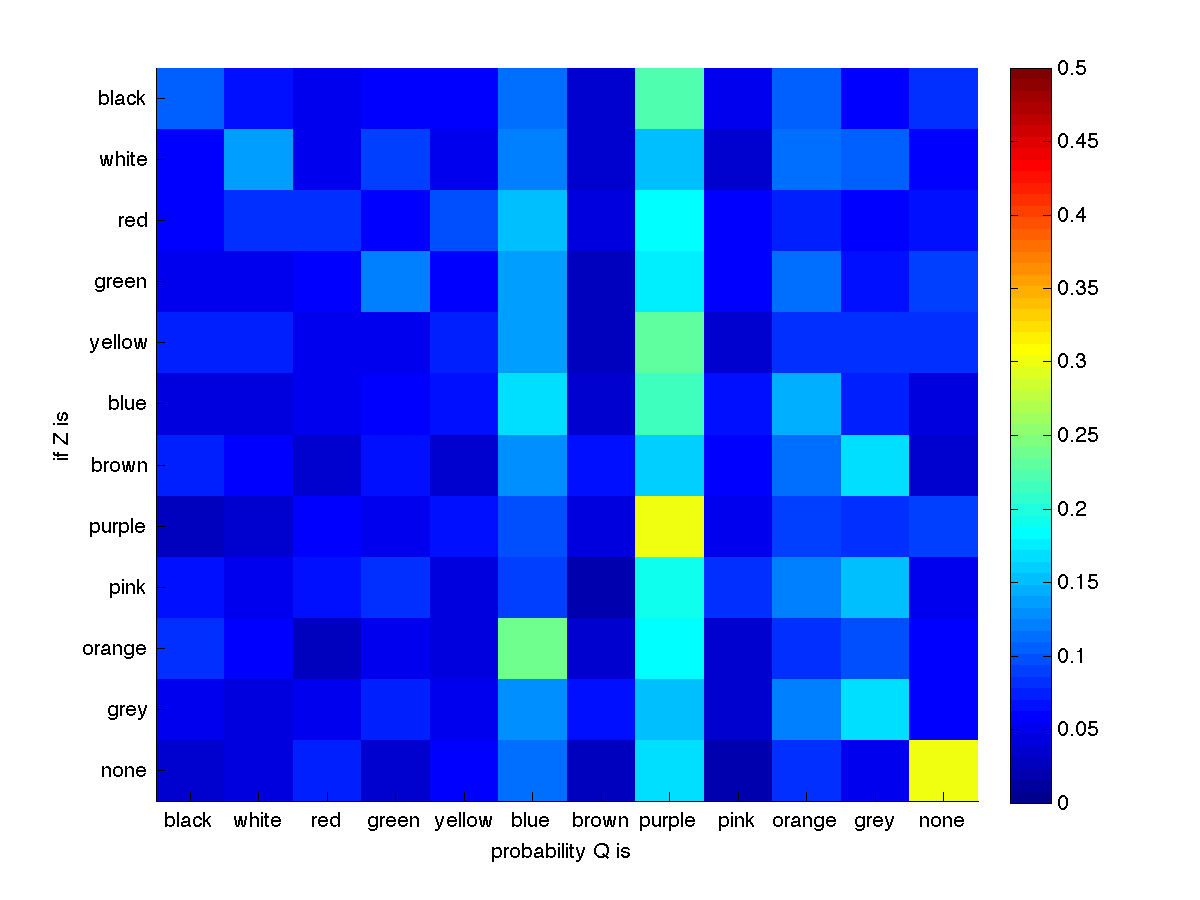 black
white
red
green
yellow
blue
brown
purple
pink
orange
grey
none
if Z is
black white red green yellow blue brown purple pink orange grey none
probability Q is
0.5
0.45
0.4
0.35
0.3
0.25
0.2
0.15
0.1
0.05
0